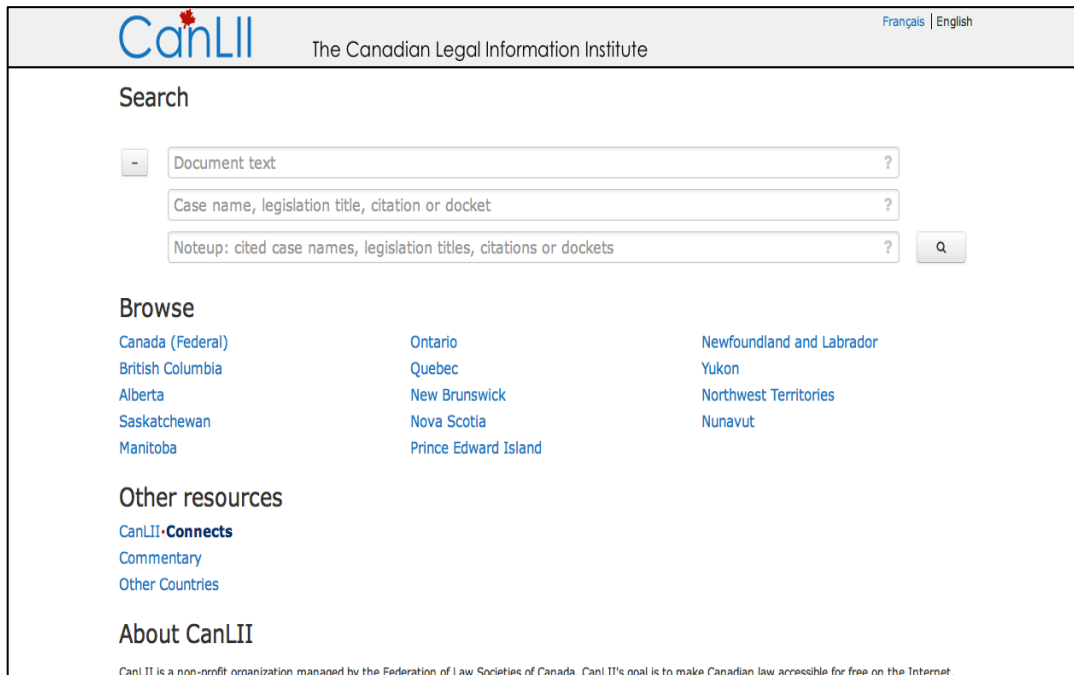 CanLII
The Canadian Legal Information Institute
Français | English
Search
-
Document text ?
Case name, legislation title, citation or docket ?
Noteup: cited case names, legislation titles, citations or dockets ?
Browse
Canada (Federal) Ontario Newfoundland and Labrador
British Columbia Quebec Yukon
Alberta New Brunswick Northwest Territories
Saskatchewan Nova Scotia Nunavut
Manitoba Prince Edward Island
Other resources
CanLII·Connects
Commentary
Other Countries
About CanLII
CanLII is a non-profit organization managed by the Federation of Law Societies of Canada. CanLII's goal is to make Canadian law accessible for free on the Internet.